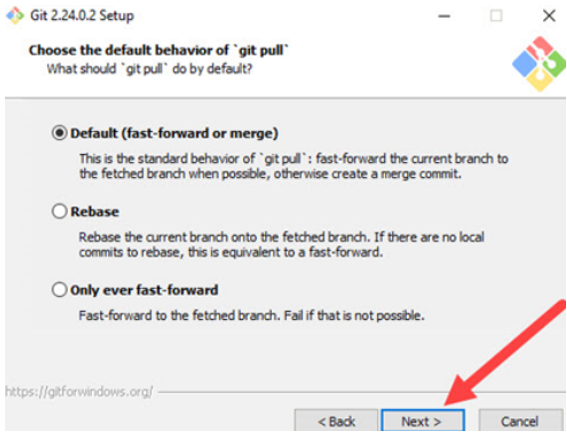 Git 2.24.0.2 Setup
Choose the default behavior of `git pull`
What should `git pull` do by default?
Default (fast-forward or merge)
This is the standard behavior of `git pull`: fast-forward the current branch to
the fetched branch when possible, otherwise create a merge commit.
Rebase
Rebase the current branch onto the fetched branch. If there are no local
commits to rebase, this is equivalent to a fast-forward.
Only ever fast-forward
Fast-forward to the fetched branch. Fail if that is not possible.
https://gitforwindows.org/
< Back Next > Cancel